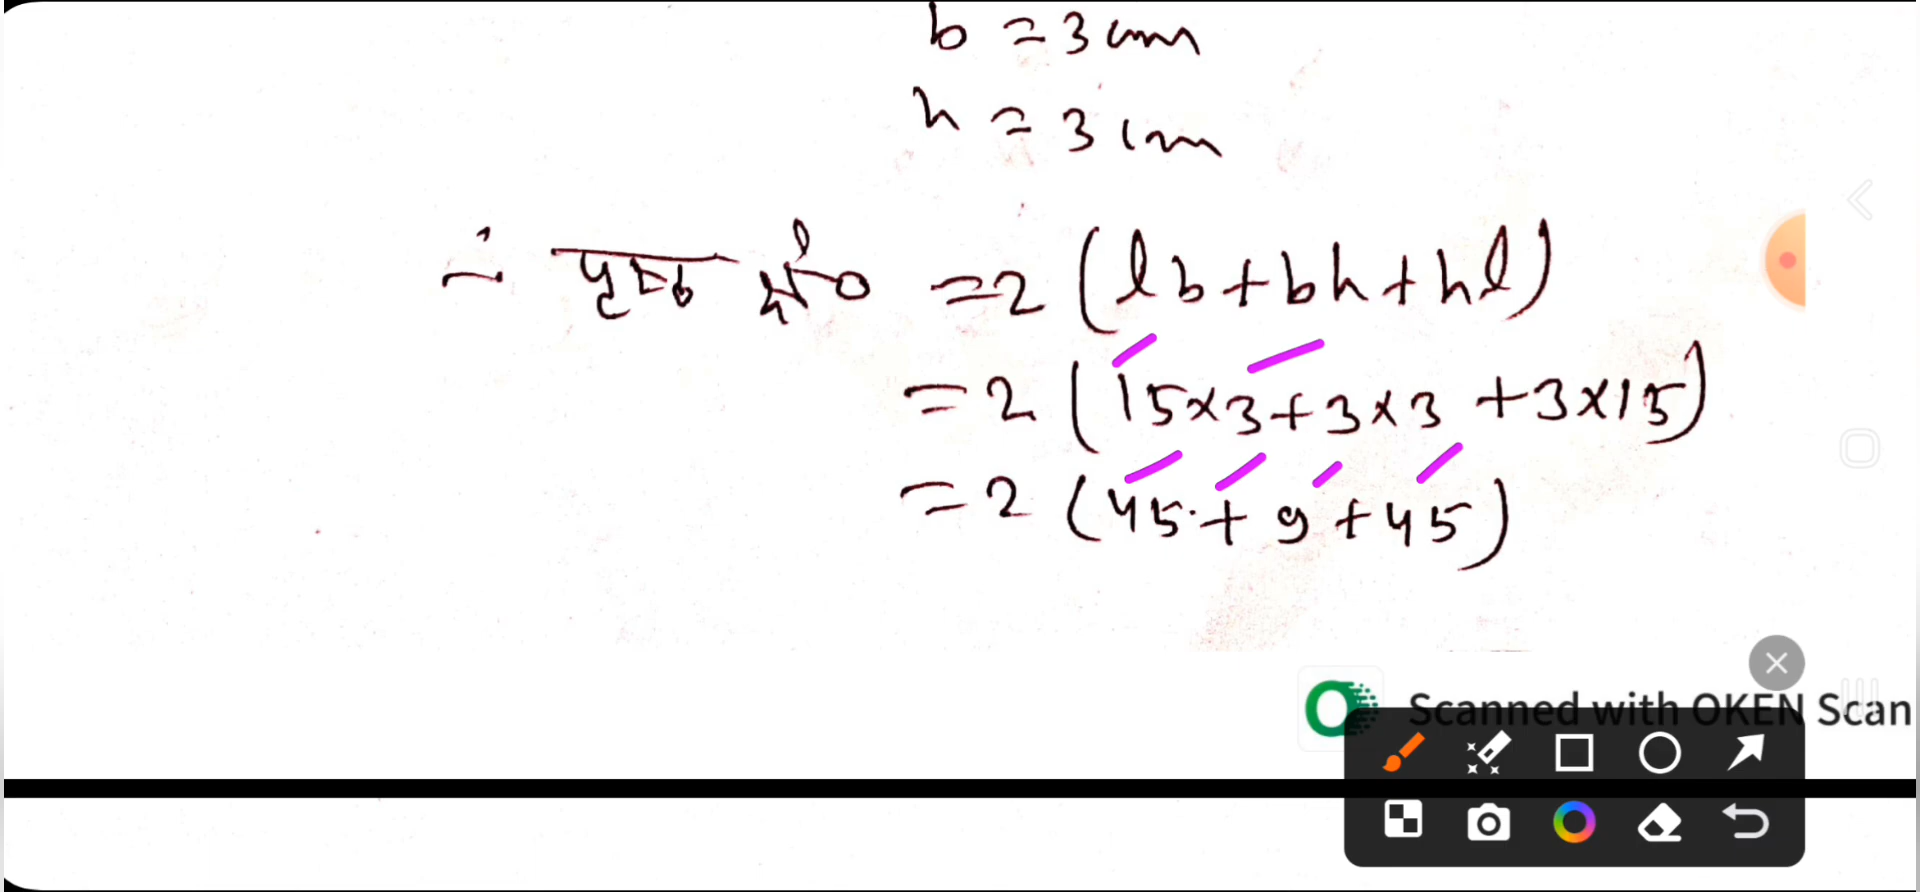 b = 3 cm
h = 3 cm
∴ पृष्ठ क्षे० = 2 (lb + bh + hl)
= 2 (15×3 + 3×3 + 3×15)
= 2 (45 + 9 + 45)
Scanned with OKEN Scan